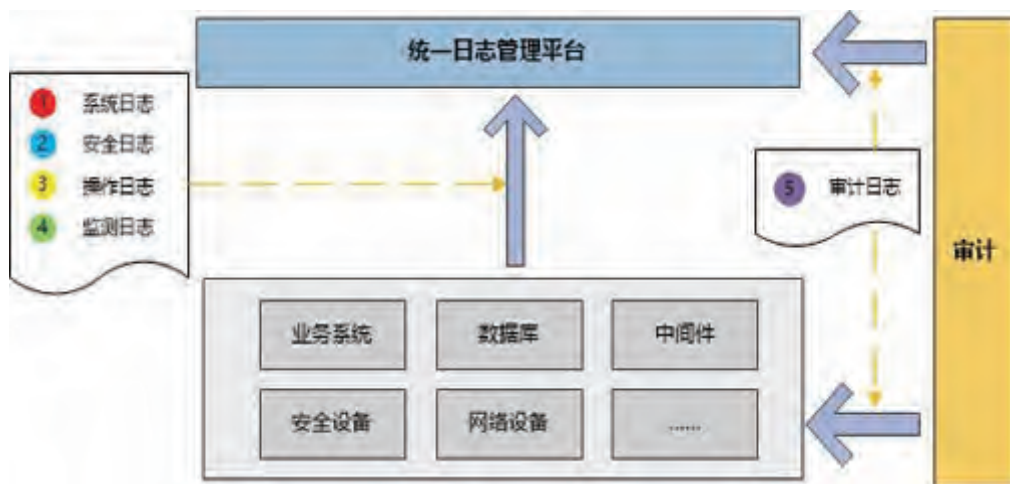 统一日志管理平台
1 系统日志
2 安全日志
3 操作日志
4 监测日志
5 审计日志
审计
业务系统
数据库
中间件
安全设备
网络设备
……